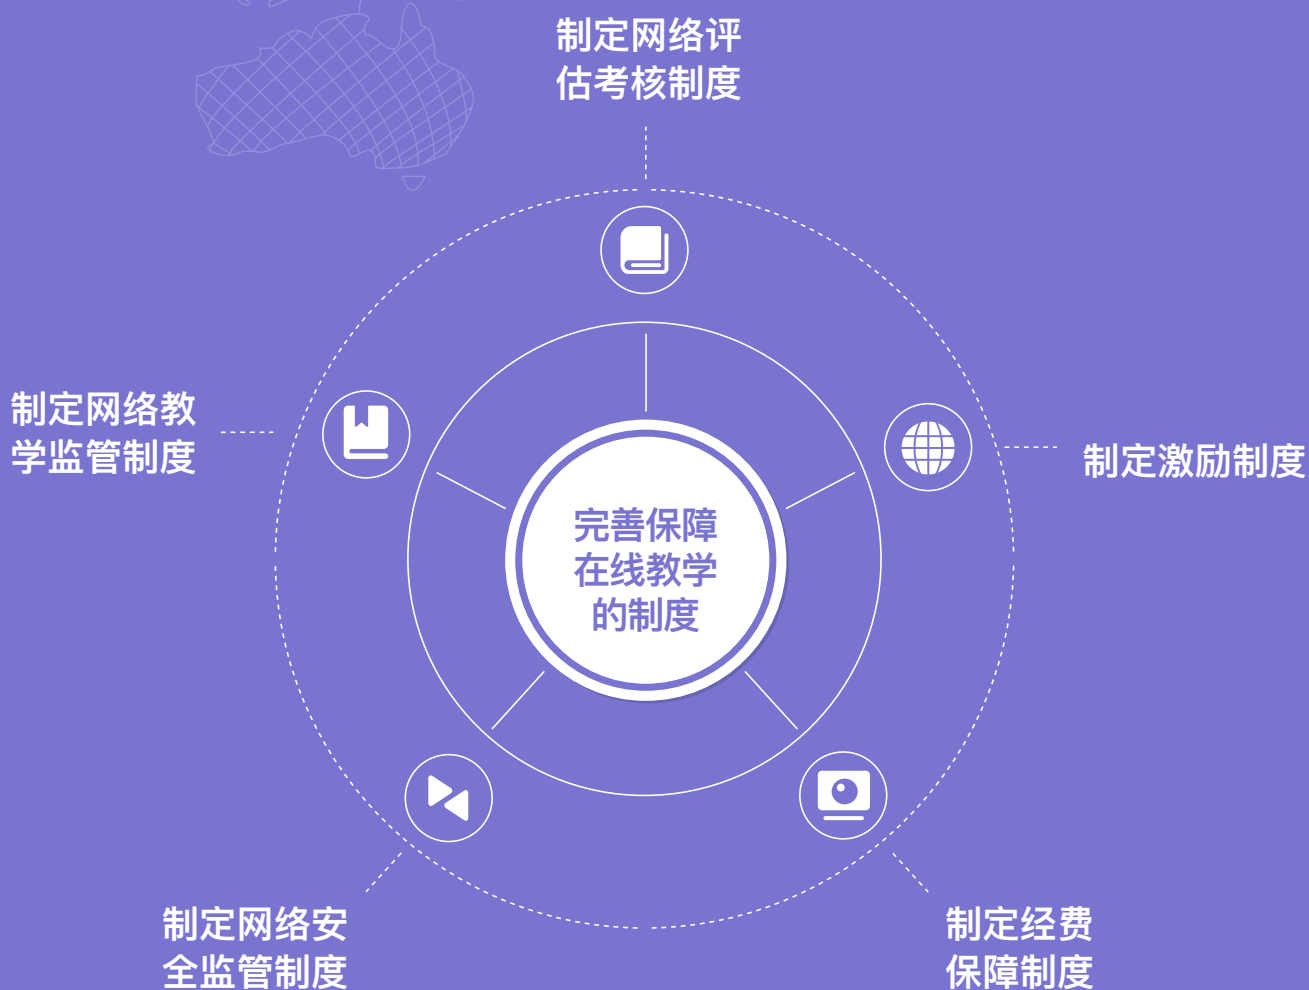 制定网络评
估考核制度
制定网络教
学监管制度
制定激励制度
完善保障
在线教学
的制度
制定网络安
全监管制度
制定经费
保障制度